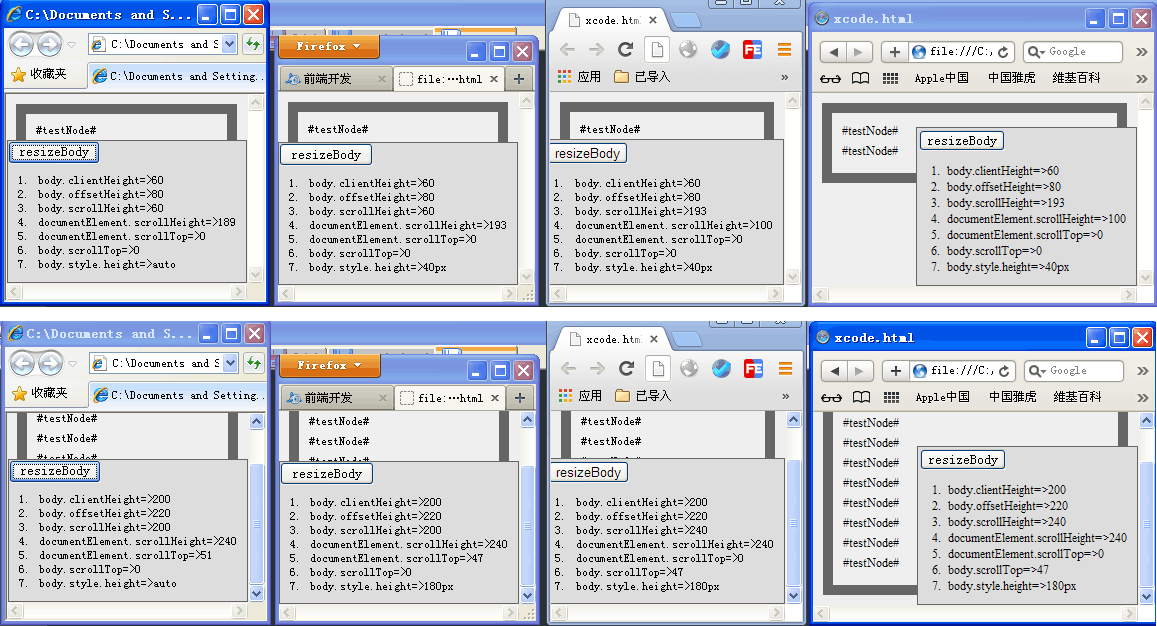 C:\Documents and S...
C:\Documents and S
收藏夹
C:\Documents and Setting.
#testNode#
resizeBody
1. body.clientHeight=>60
2. body.offsetHeight=>80
3. body.scrollHeight=>60
4. documentElement.scrollHeight=>189
5. documentElement.scrollTop=>0
6. body.scrollTop=>0
7. body.style.height=>auto
Firefox
前端开发
file:…html
#testNode#
resizeBody
1. body.clientHeight=>60
2. body.offsetHeight=>80
3. body.scrollHeight=>60
4. documentElement.scrollHeight=>193
5. documentElement.scrollTop=>0
6. body.scrollTop=>0
7. body.style.height=>40px
xcode.htm
FE
应用 已导入 »
#testNode#
resizeBody
1. body.clientHeight=>60
2. body.offsetHeight=>80
3. body.scrollHeight=>193
4. documentElement.scrollHeight=>100
5. documentElement.scrollTop=>0
6. body.scrollTop=>0
7. body.style.height=>40px
xcode.html
file:///C:/ Google »
Apple中国 中国雅虎 维基百科 »
#testNode#
#testNode#
resizeBody
1. body.clientHeight=>60
2. body.offsetHeight=>80
3. body.scrollHeight=>193
4. documentElement.scrollHeight=>100
5. documentElement.scrollTop=>0
6. body.scrollTop=>0
7. body.style.height=>40px
C:\Documents and S...
C:\Documents and S
收藏夹
C:\Documents and Setting.
#testNode#
#testNode#
#testNode#
resizeBody
1. body.clientHeight=>200
2. body.offsetHeight=>220
3. body.scrollHeight=>200
4. documentElement.scrollHeight=>240
5. documentElement.scrollTop=>51
6. body.scrollTop=>0
7. body.style.height=>auto
Firefox
前端开发
file:…html
#testNode#
#testNode#
#testNode#
resizeBody
1. body.clientHeight=>200
2. body.offsetHeight=>220
3. body.scrollHeight=>200
4. documentElement.scrollHeight=>240
5. documentElement.scrollTop=>47
6. body.scrollTop=>0
7. body.style.height=>180px
xcode.htm
FE
应用 已导入 »
#testNode#
#testNode#
#testNode#
resizeBody
1. body.clientHeight=>200
2. body.offsetHeight=>220
3. body.scrollHeight=>240
4. documentElement.scrollHeight=>240
5. documentElement.scrollTop=>0
6. body.scrollTop=>47
7. body.style.height=>180px
xcode.html
file:///C:/ Google »
Apple中国 中国雅虎 维基百科 »
#testNode#
#testNode#
#testNode#
#testNode#
#testNode#
#testNode#
#testNode#
#testNode#
resizeBody
1. body.clientHeight=>200
2. body.offsetHeight=>220
3. body.scrollHeight=>240
4. documentElement.scrollHeight=>240
5. documentElement.scrollTop=>0
6. body.scrollTop=>47
7. body.style.height=>180px